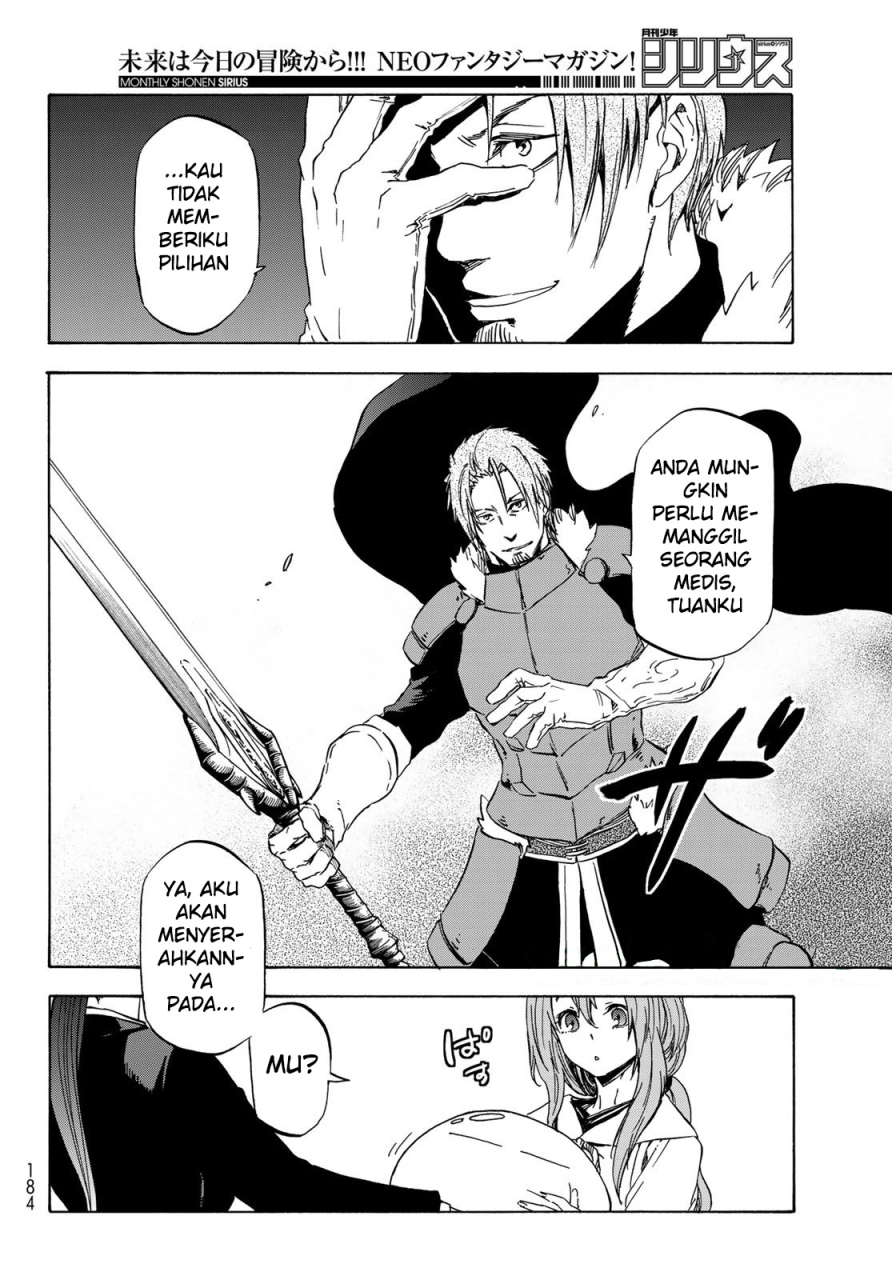 月刊少年
未来は今日の冒険から!!! NEOファンタジーマガジン!
シリウス
MONTHLY SHONEN SIRIUS
...KAU
TIDAK
MEM-
BERIKU
PILIHAN
ANDA MUN-
GKIN
PERLU ME-
MANGGIL
SEORANG
MEDIS,
TUANKU
ザ
YA, AKU
AKAN
MENYER-
AHKANN-
YA
PADA...
MU?
ぱすっ
184